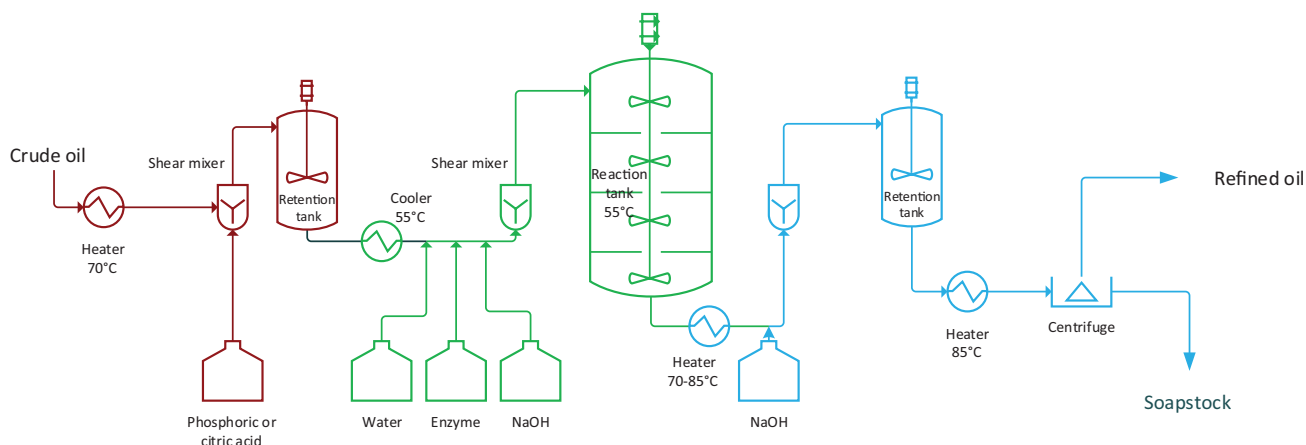 Crude oil
Heater
70°C
Shear mixer
Phosphoric or
citric acid
Retention
tank
Cooler
55°C
Water
Enzyme
NaOH
Shear mixer
Reaction
tank
55°C
Heater
70-85°C
NaOH
Retention
tank
Heater
85°C
Centrifuge
Refined oil
Soapstock